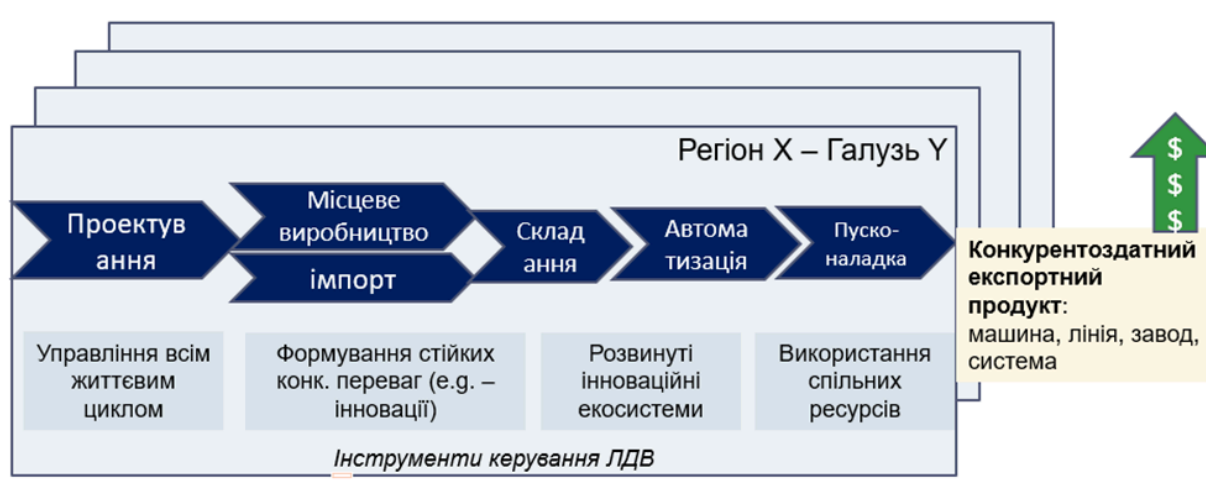 Регіон X – Галузь Y
Проектув
ання
Місцеве
виробництво
імпорт
Склад
ання
Автома
тизація
Пуско-
наладка
$
$
$
Конкурентоздатний
експортний
продукт:
машина, лінія, завод,
система
Управління всім
життєвим
циклом
Формування стійких
конк. переваг (e.g. –
інновації)
Розвинуті
інноваційні
екосистеми
Використання
спільних
ресурсів
Інструменти керування ЛДВ